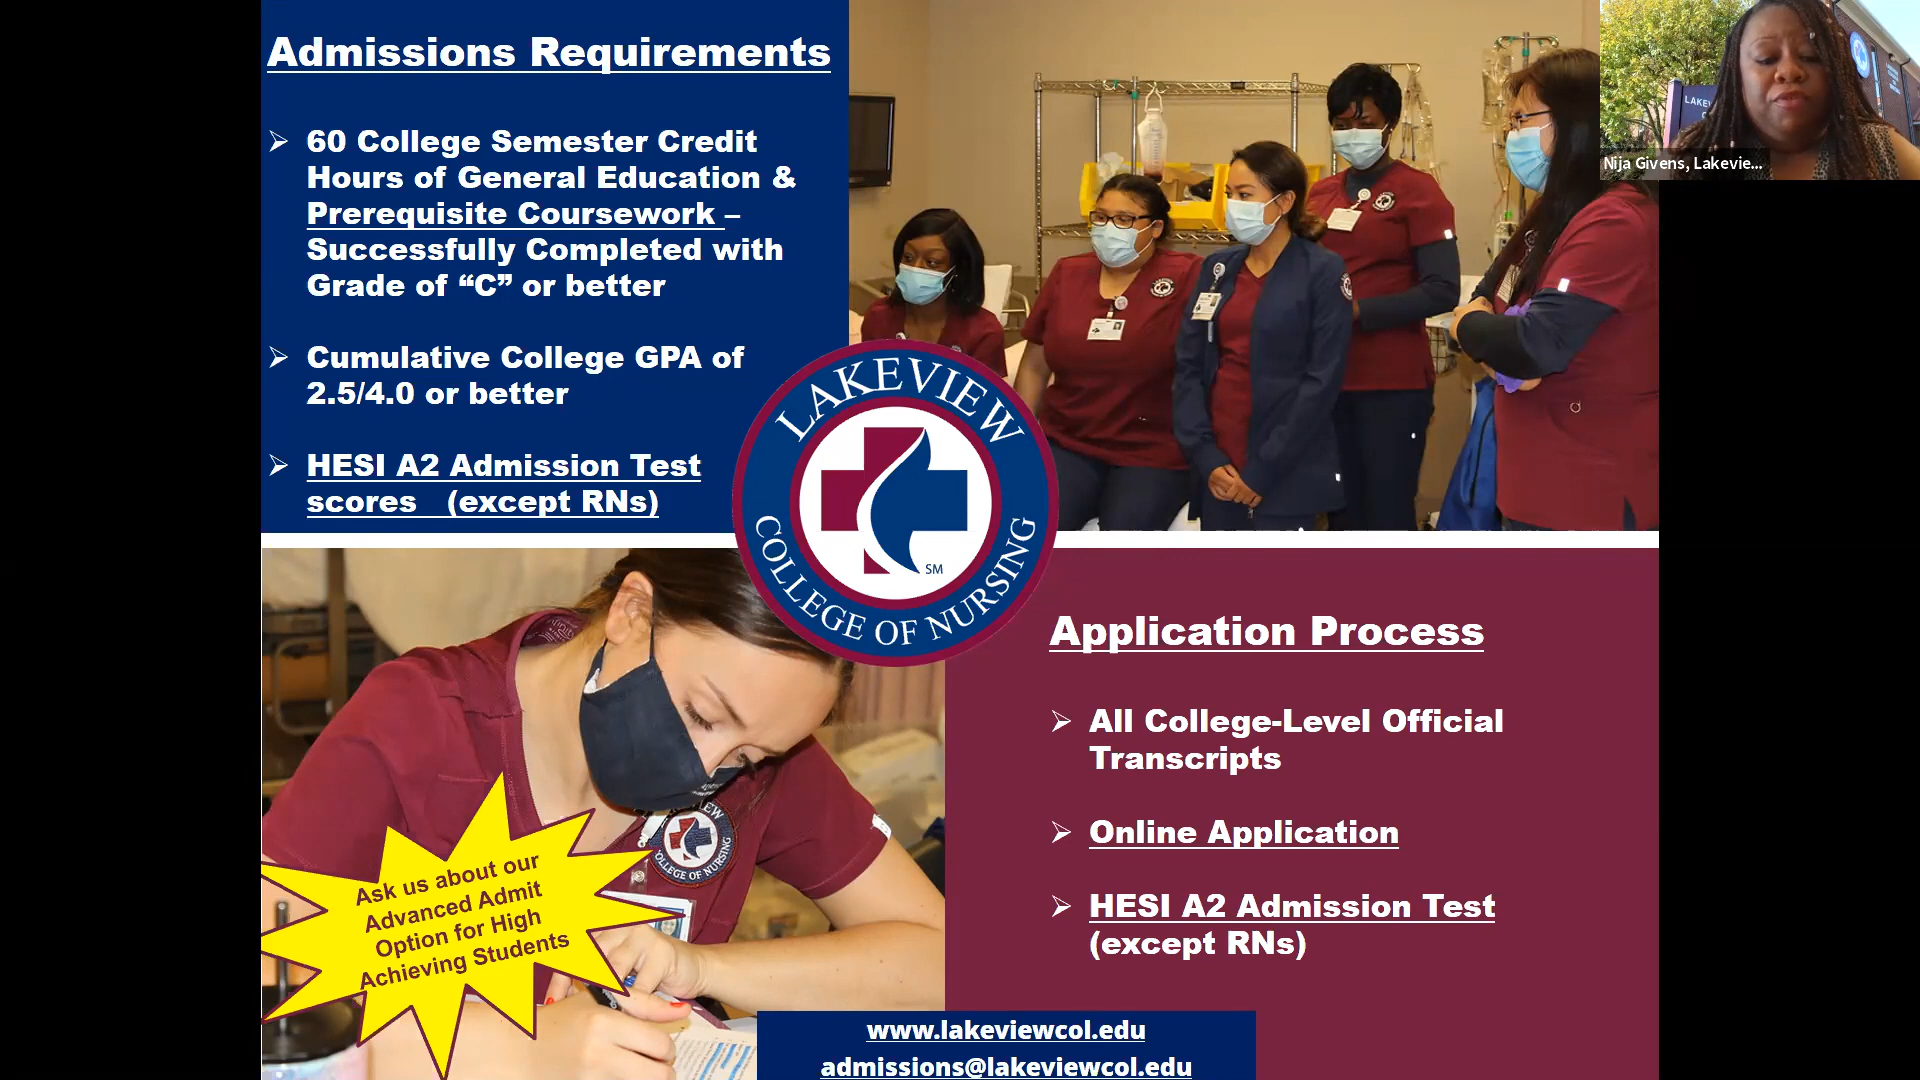 Admissions Requirements
➢ 60 College Semester Credit
Hours of General Education &
Prerequisite Coursework –
Successfully Completed with
Grade of “C” or better
➢ Cumulative College GPA of
2.5/4.0 or better
➢ HESI A2 Admission Test
scores (except RNs)
LAKEVIEW
COLLEGE OF NURSING
SM
LAKEV
Nija Givens, Lakevie...
COLLEGE OF NURSING
Ask us about our
Advanced Admit
Option for High
Achieving Students
Application Process
➢ All College-Level Official
Transcripts
➢ Online Application
➢ HESI A2 Admission Test
(except RNs)
www.lakeviewcol.edu
admissions@lakeviewcol.edu